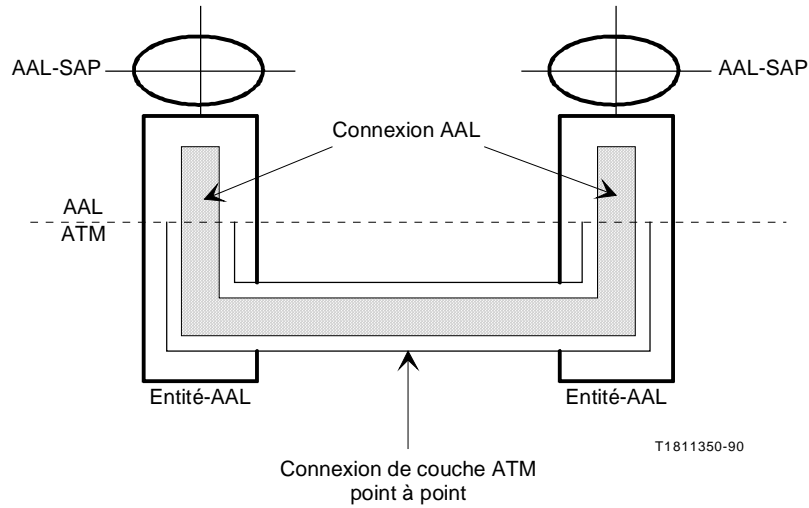 AAL-SAP
AAL-SAP
Connexion AAL
AAL
ATM
Entité-AAL
Entité-AAL
T1811350-90
Connexion de couche ATM
point à point